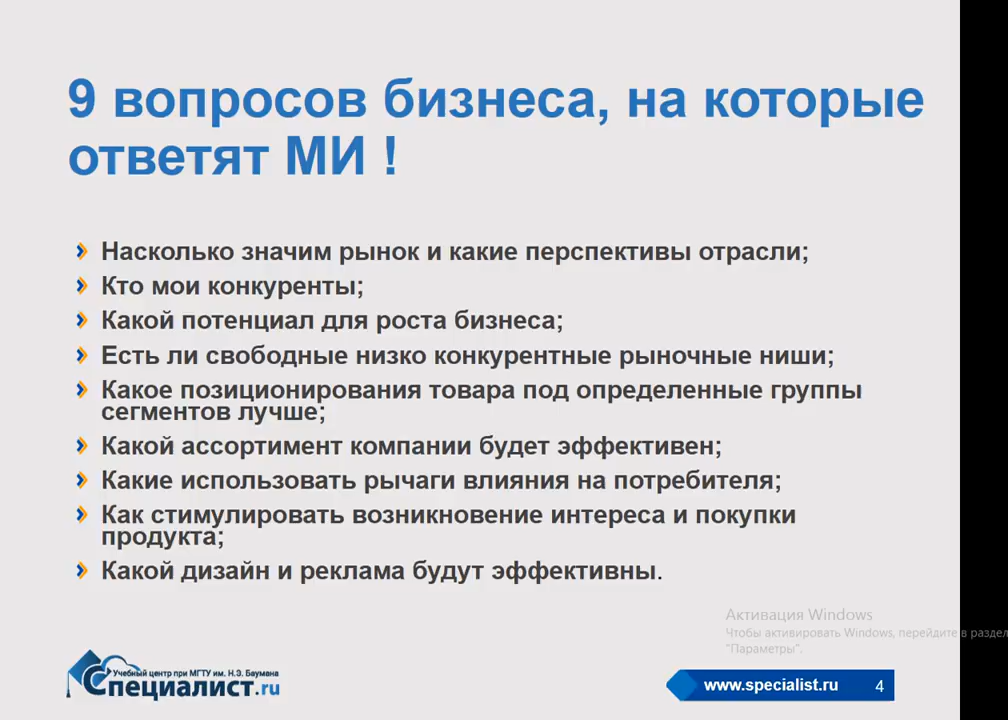 9 вопросов бизнеса, на которые
ответят МИ !
Насколько значим рынок и какие перспективы отрасли;
Кто мои конкуренты;
Какой потенциал для роста бизнеса;
Есть ли свободные низко конкурентные рыночные ниши;
Какое позиционирования товара под определенные группы
сегментов лучше;
Какой ассортимент компании будет эффективен;
Какие использовать рычаги влияния на потребителя;
Как стимулировать возникновение интереса и покупки
продукта;
Какой дизайн и реклама будут эффективны.
Активация Windows
Чтобы активировать Windows, перейдите в раздел
"Параметры".
Учебный центр при МГТУ им. Н.Э. Баумана
Специалист.ru
www.specialist.ru 4